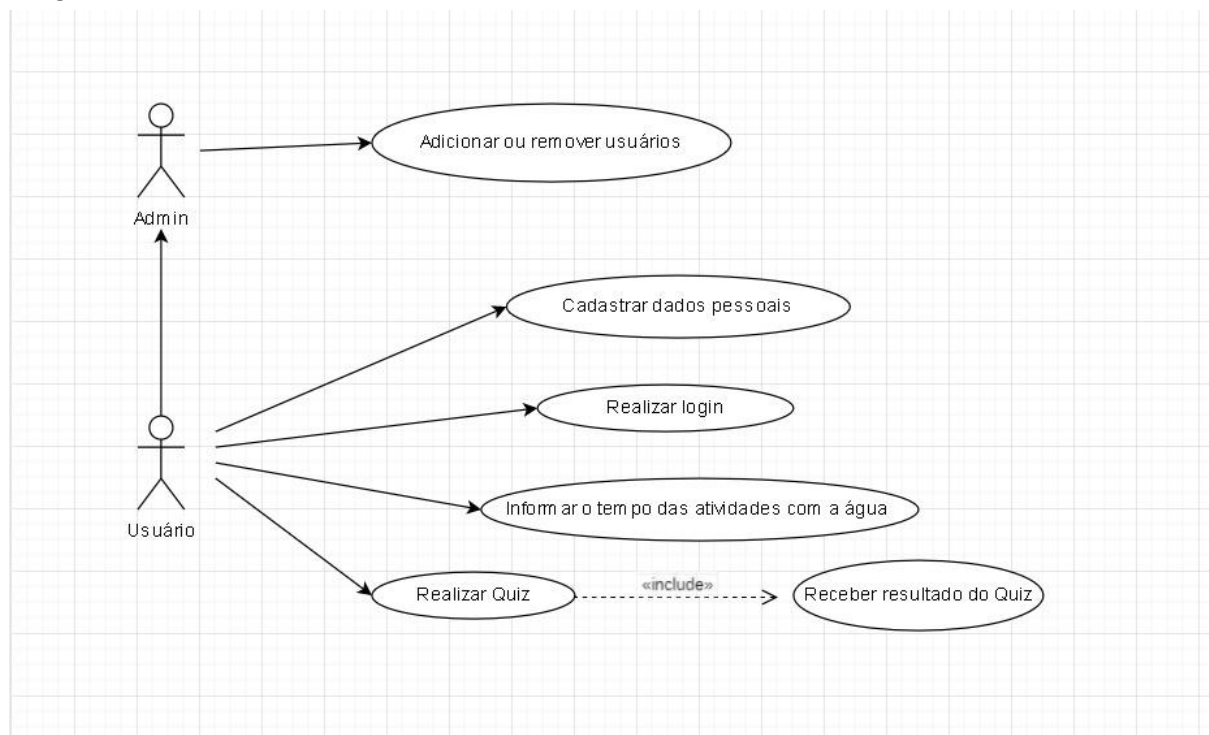 Adicionar ou remover usuários
Admin
Cadastrar dados pessoais
Realizar login
Informar o tempo das atividades com a água
Usuário
Realizar Quiz
«include»
Receber resultado do Quiz